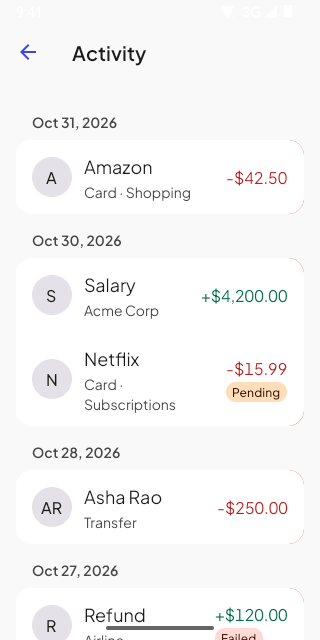 9:41
3G
Activity
Oct 31, 2026
A
Amazon
Card · Shopping
-$42.50
Oct 30, 2026
S
Salary
Acme Corp
+$4,200.00
N
Netflix
Card ·
Subscriptions
-$15.99
Pending
Oct 28, 2026
AR
Asha Rao
Transfer
-$250.00
Oct 27, 2026
R
Refund
Airline
+$120.00
Failed